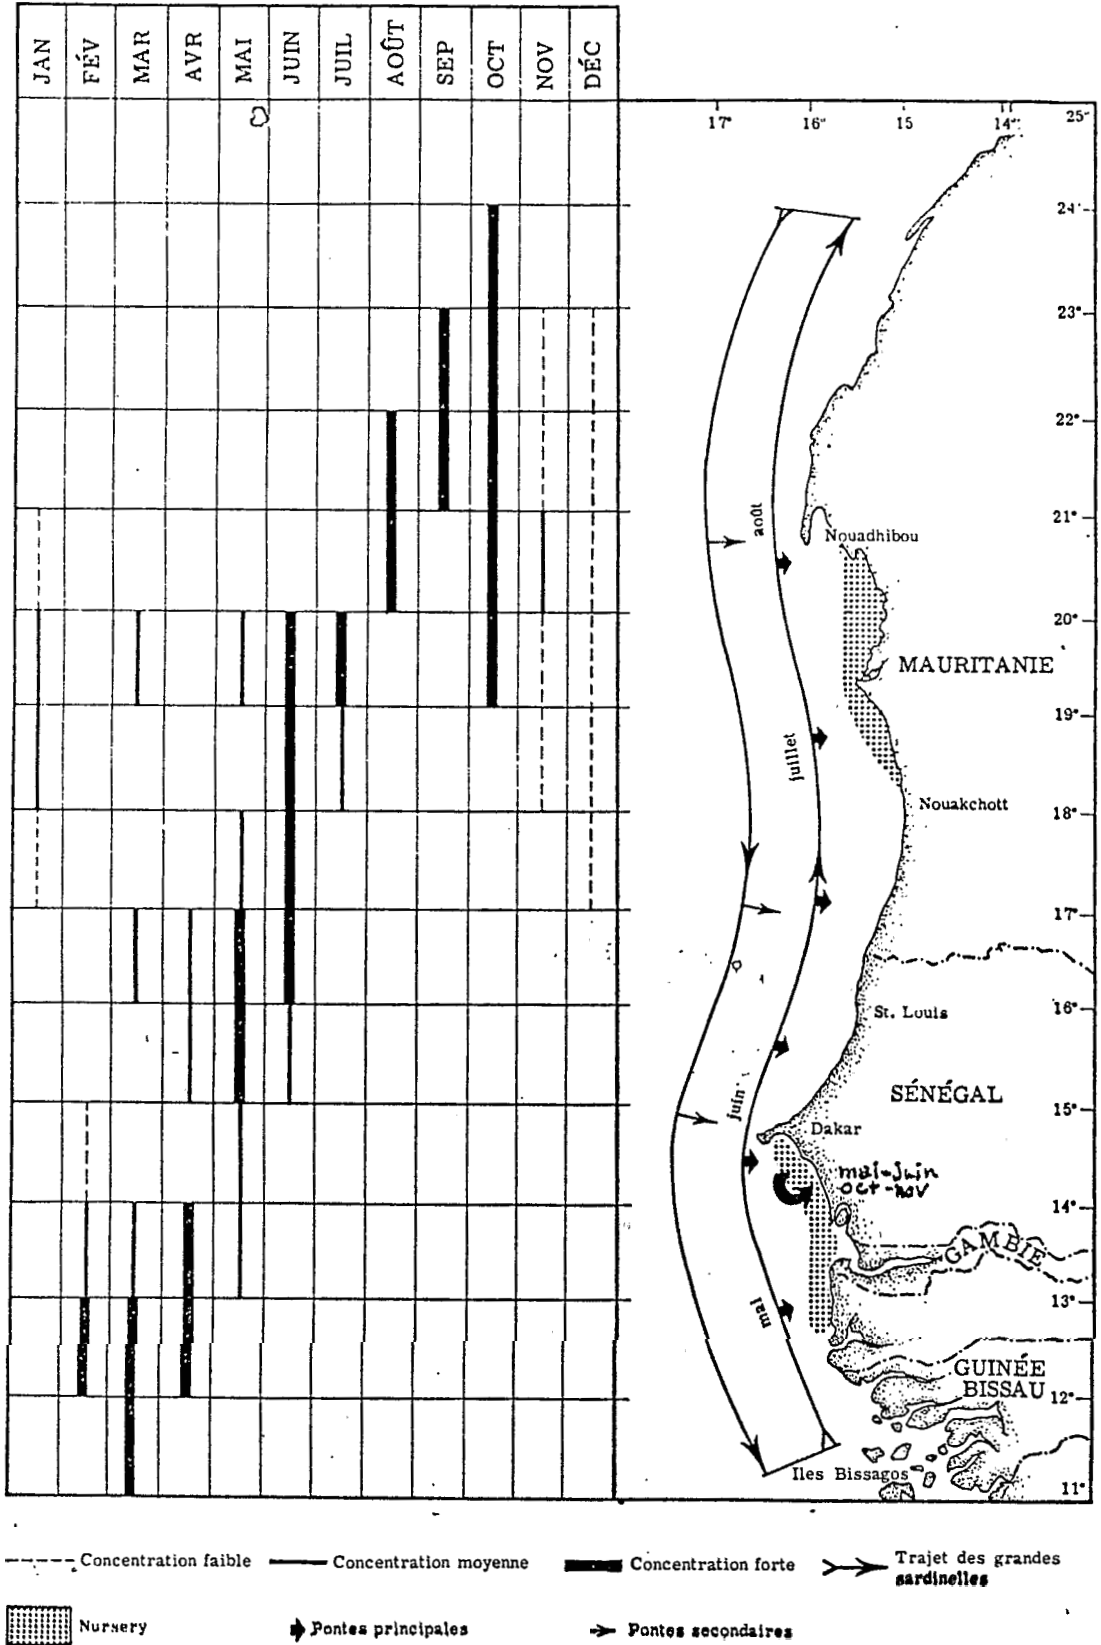 JAN FÉV MAR AVR MAI JUIN JUIL AOÛT SEP OCT NOV DÉC
17° 16° 15 14° 25°
24°
23°
22°
21°
août
Nouadhibou
20°
MAURITANIE
19°
juillet
Nouakchott
18°
17°
16°
St. Louis
SÉNÉGAL
juin
15°
Dakar
mai-juin
oct-nov
14°
GAMBIE
13°
mai
GUINÉE
BISSAU
12°
Iles Bissagos
11°
Concentration faible
Concentration moyenne
Concentration forte
Trajet des grandes
sardinelles
Nursery
Pontes principales
Pontes secondaires